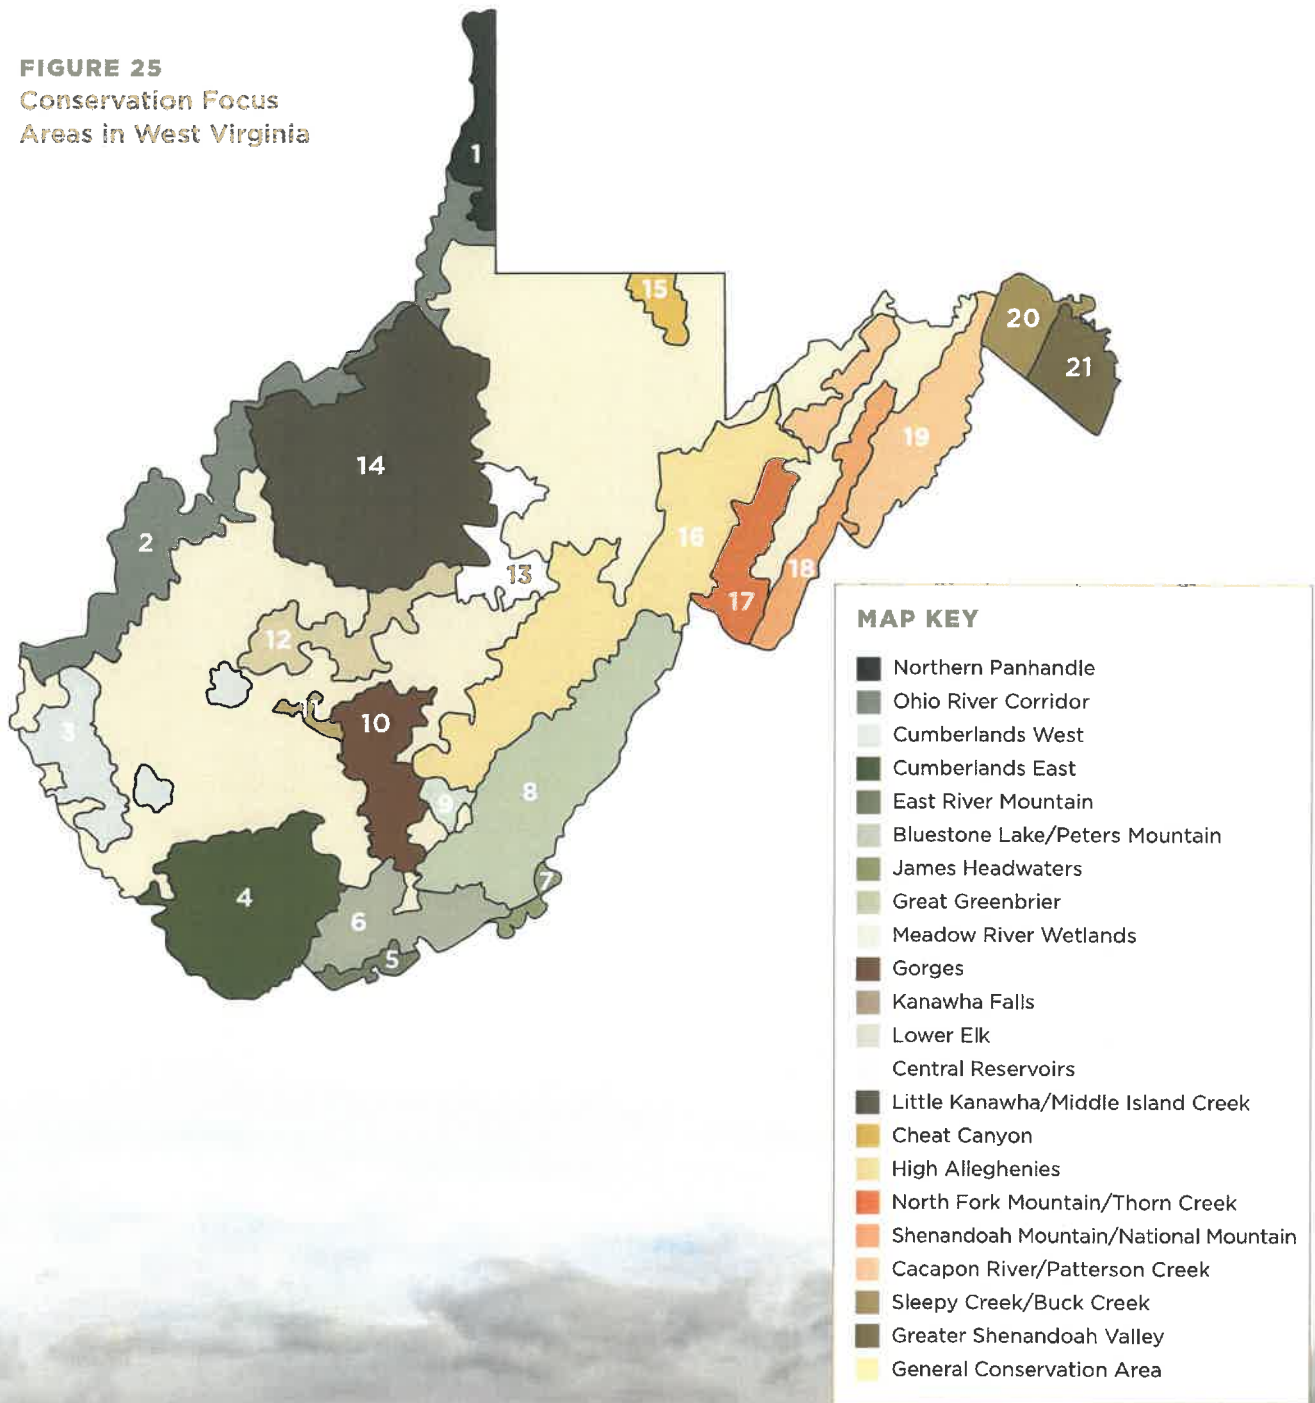 FIGURE 25
Conservation Focus
Areas in West Virginia
1
15
20
21
19
14
2
16
13
18
17
12
3
11
10
9
8
7
4
6
5
MAP KEY
Northern Panhandle
Ohio River Corridor
Cumberlands West
Cumberlands East
East River Mountain
Bluestone Lake/Peters Mountain
James Headwaters
Great Greenbrier
Meadow River Wetlands
Gorges
Kanawha Falls
Lower Elk
Central Reservoirs
Little Kanawha/Middle Island Creek
Cheat Canyon
High Alleghenies
North Fork Mountain/Thorn Creek
Shenandoah Mountain/National Mountain
Cacapon River/Patterson Creek
Sleepy Creek/Buck Creek
Greater Shenandoah Valley
General Conservation Area